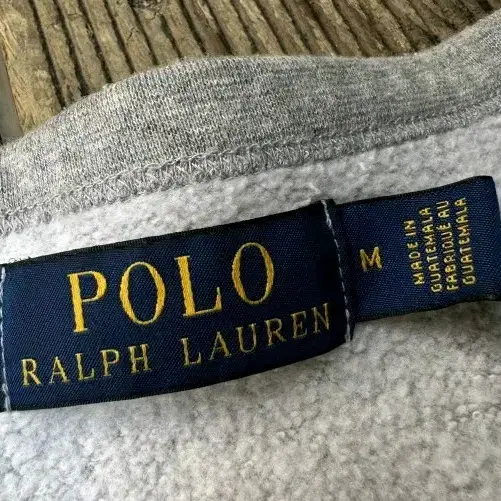 POLO
RALPH LAUREN
M
MADE IN
GUATEMALA
FABRIQUÉ AU
GUATEMALA